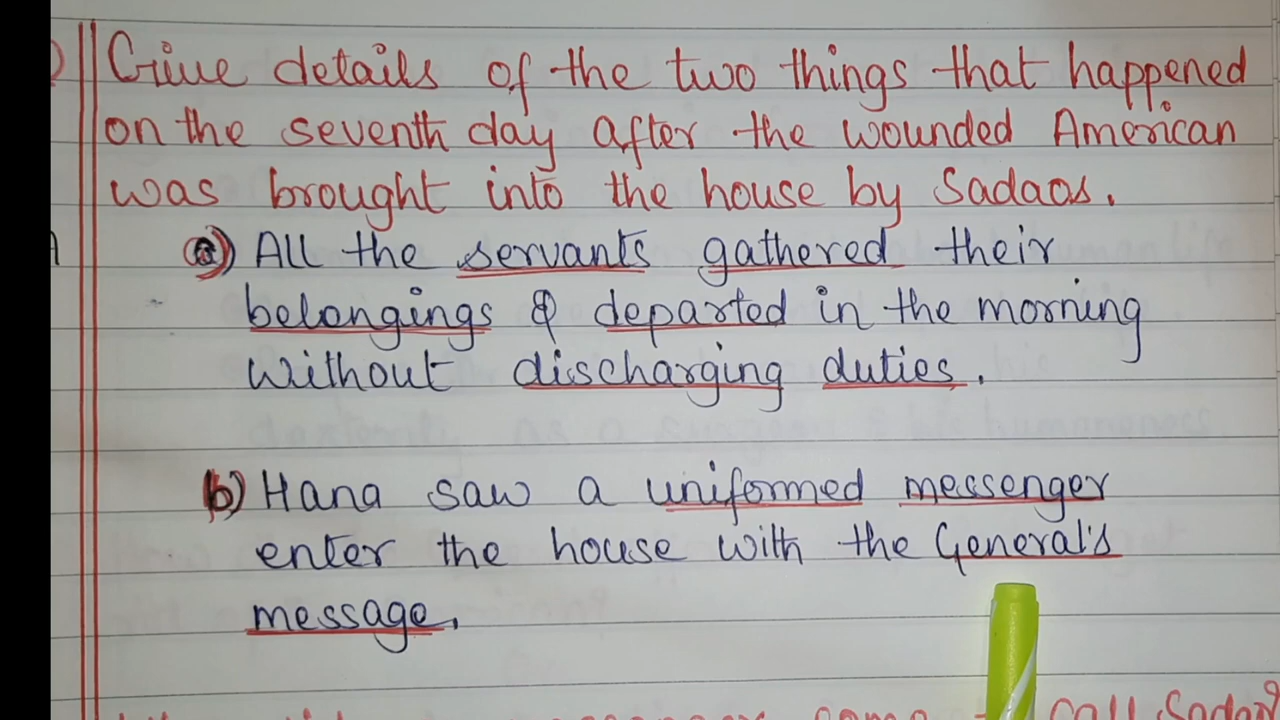 Give details of the two things that happened
on the seventh day after the wounded American
was brought into the house by Sadaos.
a) All the servants gathered their
belongings & departed in the morning
without discharging duties.
b) Hana saw a uniformed messenger
enter the house with the General's
message.
call Sadao